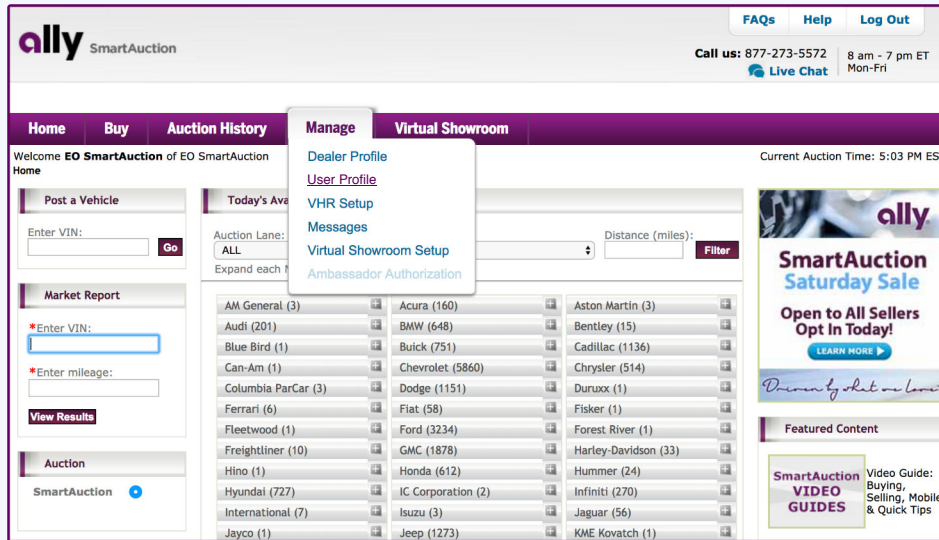 FAQs Help Log Out
ally SmartAuction
Call us: 877-273-5572 8 am - 7 pm ET
Live Chat Mon-Fri
Home Buy Auction History Manage Virtual Showroom
Welcome EO SmartAuction of EO SmartAuction
Current Auction Time: 5:03 PM ES
Home
Dealer Profile
User Profile
VHR Setup
Messages
Virtual Showroom Setup
Ambassador Authorization
Post a Vehicle
Enter VIN:
Go
Market Report
*Enter VIN:
*Enter mileage:
View Results
Auction
SmartAuction
Today's Ava
Auction Lane: Distance (miles):
ALL Filter
Expand each
AM General (3) Acura (160) Aston Martin (3)
Audi (201) BMW (648) Bentley (15)
Blue Bird (1) Buick (751) Cadillac (1136)
Can-Am (1) Chevrolet (5860) Chrysler (514)
Columbia ParCar (3) Dodge (1151) Duruxx (1)
Ferrari (6) Fiat (58) Fisker (1)
Fleetwood (1) Ford (3234) Forest River (1)
Freightliner (10) GMC (1878) Harley-Davidson (33)
Hino (1) Honda (612) Hummer (24)
Hyundai (727) IC Corporation (2) Infiniti (270)
International (7) Isuzu (3) Jaguar (56)
Jayco (1) Jeep (1273) KME Kovatch (1)
ally
SmartAuction
Saturday Sale
Open to All Sellers
Opt In Today!
LEARN MORE
Driven by what we love
Featured Content
SmartAuction
VIDEO
GUIDES
Video Guide:
Buying,
Selling, Mobile
& Quick Tips